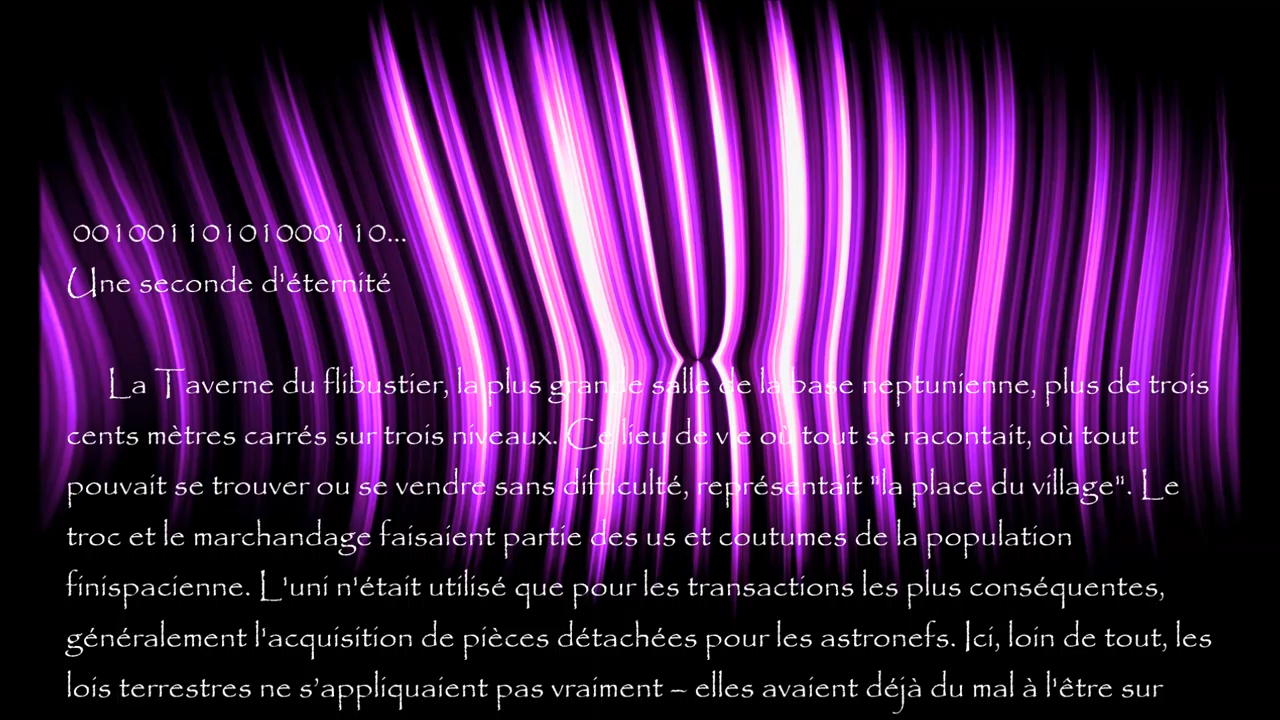 00100110101000110...
Une seconde d'éternité
La Taverne du flibustier, la plus grande salle de la base neptunienne, plus de trois
cents mètres carrés sur trois niveaux. Ce lieu de vie où tout se racontait, où tout
pouvait se trouver ou se vendre sans difficulté, représentait "la place du village". Le
troc et le marchandage faisaient partie des us et coutumes de la population
finispacienne. L'uni n'était utilisé que pour les transactions les plus conséquentes,
généralement l'acquisition de pièces détachées pour les astronefs. Ici, loin de tout, les
lois terrestres ne s’appliquaient pas vraiment – elles avaient déjà du mal à l'être sur